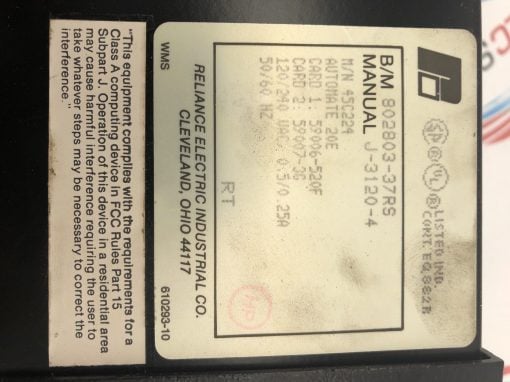 B/M 802803-37RS
MANUAL J-3120-4
M/N 45C224
AUTOMATE 20E
CARD 1: 57006-520F
CARD 2: 57007-3G
120/240 VAC, 0.5/0.25A
50/60 HZ
RT
LISTED IND.
CONT. EQ 882B
RELIANCE ELECTRIC INDUSTRIAL CO.
CLEVELAND, OHIO 44117
WMS
610293-10
"This equipment complies with the requirements for a
Class A computing device in FCC Rules Part 15
Subpart J. Operation of this device in a residential area
may cause harmful interference requiring the user to
take whatever steps may be necessary to correct the
interference."